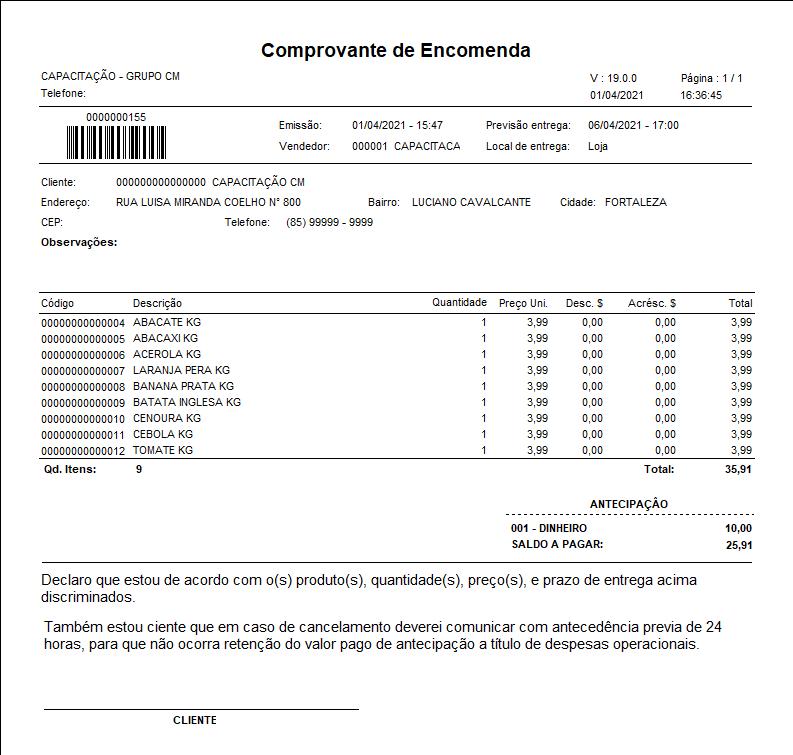 Comprovante de Encomenda
CAPACITAÇÃO - GRUPO CM V : 19.0.0 Página : 1 / 1
Telefone: 01/04/2021 16:36:45
0000000155
Emissão: 01/04/2021 - 15:47 Previsão entrega: 06/04/2021 - 17:00
Vendedor: 000001 CAPACITACA Local de entrega: Loja
Cliente: 000000000000000 CAPACITAÇÃO CM
Endereço: RUA LUISA MIRANDA COELHO N° 800 Bairro: LUCIANO CAVALCANTE Cidade: FORTALEZA
CEP: Telefone: (85) 99999 - 9999
Observações:
Código Descrição Quantidade Preço Uni. Desc. $ Acrésc. $ Total
00000000000004 ABACATE KG 1 3,99 0,00 0,00 3,99
00000000000005 ABACAXI KG 1 3,99 0,00 0,00 3,99
00000000000006 ACEROLA KG 1 3,99 0,00 0,00 3,99
00000000000007 LARANJA PERA KG 1 3,99 0,00 0,00 3,99
00000000000008 BANANA PRATA KG 1 3,99 0,00 0,00 3,99
00000000000009 BATATA INGLESA KG 1 3,99 0,00 0,00 3,99
00000000000010 CENOURA KG 1 3,99 0,00 0,00 3,99
00000000000011 CEBOLA KG 1 3,99 0,00 0,00 3,99
00000000000012 TOMATE KG 1 3,99 0,00 0,00 3,99
Qd. Itens: 9 Total: 35,91
ANTECIPAÇÂO
001 - DINHEIRO 10,00
SALDO A PAGAR: 25,91
Declaro que estou de acordo com o(s) produto(s), quantidade(s), preço(s), e prazo de entrega acima
discriminados.
Também estou ciente que em caso de cancelamento deverei comunicar com antecedência previa de 24
horas, para que não ocorra retenção do valor pago de antecipação a título de despesas operacionais.
CLIENTE